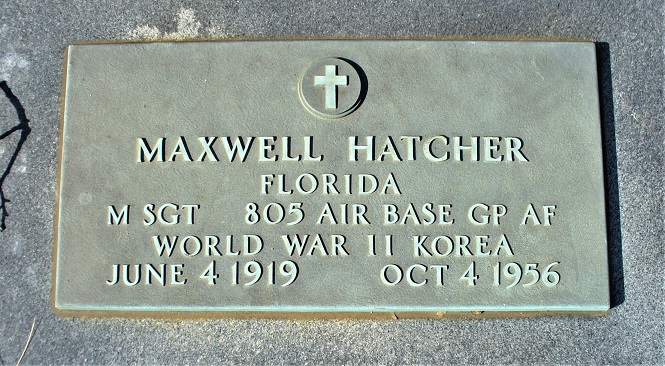 MAXWELL HATCHER
FLORIDA
M SGT 805 AIR BASE GP AF
WORLD WAR II KOREA
JUNE 4 1919 OCT 4 1956